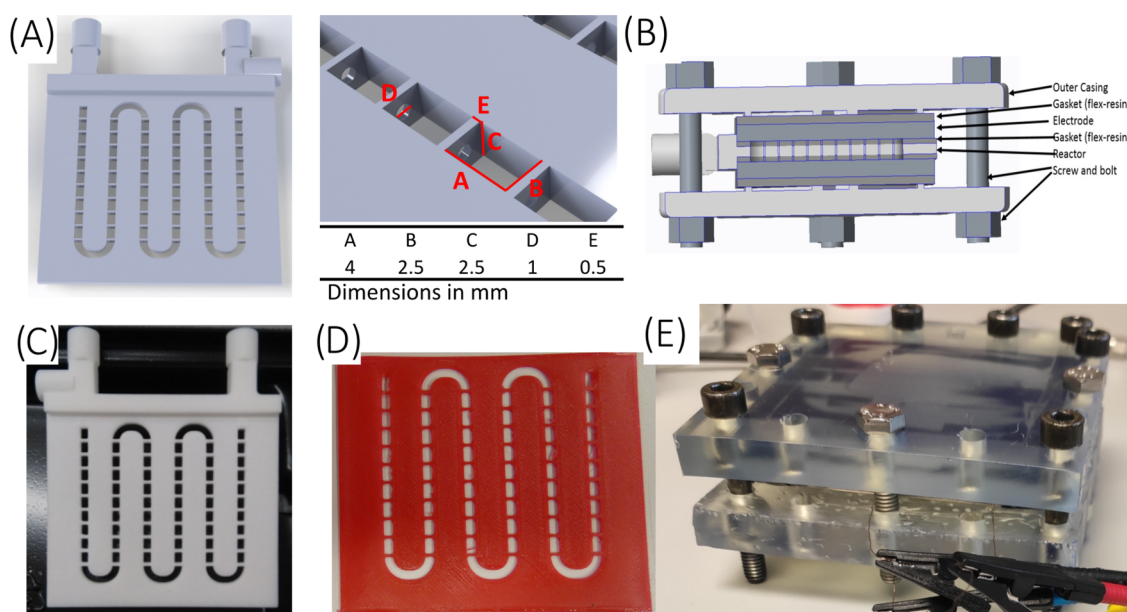 (A)
D
E
C
A
B
A B C D E
4 2.5 2.5 1 0.5
Dimensions in mm
(B)
Outer Casing
Gasket (flex-resin
Electrode
Gasket (flex-resin
Reactor
Screw and bolt
(C)
(D)
(E)